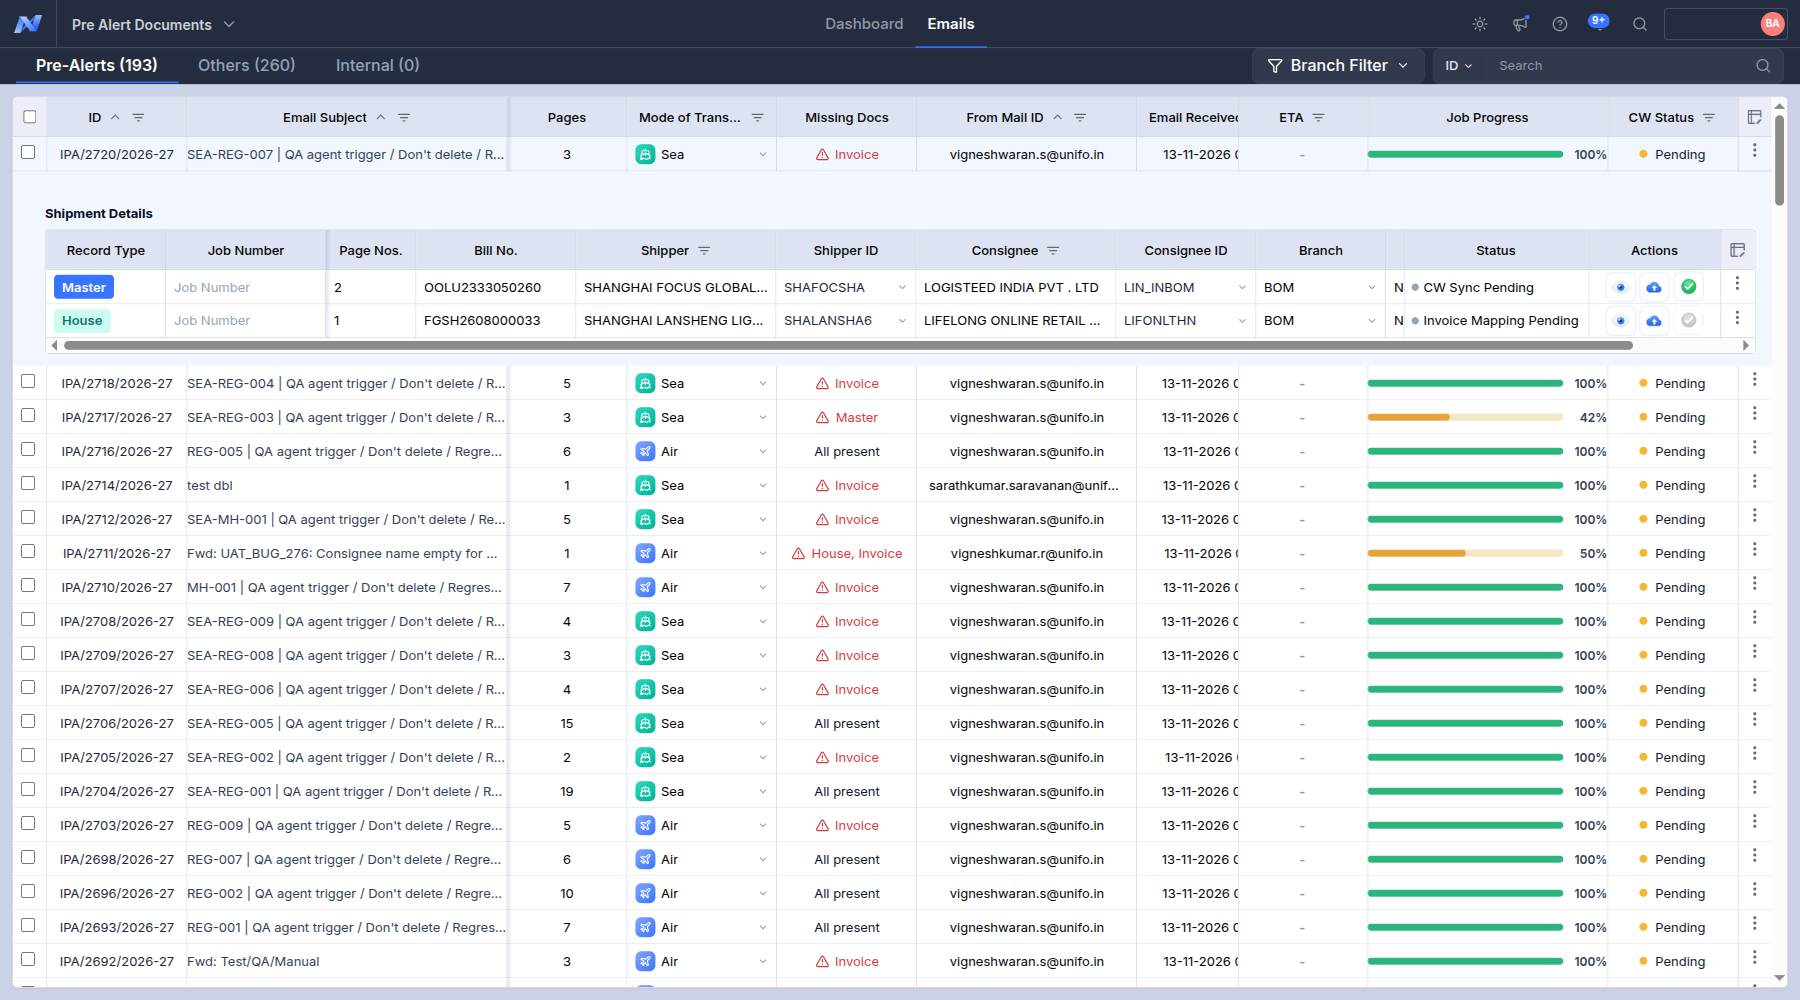 Pre Alert Documents Dashboard Emails 9+ BA
Pre-Alerts (193) Others (260) Internal (0) Branch Filter ID Search
ID Email Subject Pages Mode of Trans... Missing Docs From Mail ID Email Received ETA Job Progress CW Status
IPA/2720/2026-27 SEA-REG-007 | QA agent trigger / Don't delete / R... 3 Sea Invoice vigneshwaran.s@unifo.in 13-11-2026 - 100% Pending
Shipment Details
Record Type Job Number Page Nos. Bill No. Shipper Shipper ID Consignee Consignee ID Branch Status Actions
Master Job Number 2 OOLU2333050260 SHANGHAI FOCUS GLOBAL... SHAFOCSHA LOGISTEED INDIA PVT . LTD LIN_INBOM BOM N CW Sync Pending
House Job Number 1 FGSH2608000033 SHANGHAI LANSHENG LIG... SHALANSHA6 LIFELONG ONLINE RETAIL ... LIFONLTHN BOM N Invoice Mapping Pending
IPA/2718/2026-27 SEA-REG-004 | QA agent trigger / Don't delete / R... 5 Sea Invoice vigneshwaran.s@unifo.in 13-11-2026 - 100% Pending
IPA/2717/2026-27 SEA-REG-003 | QA agent trigger / Don't delete / R... 3 Sea Master vigneshwaran.s@unifo.in 13-11-2026 - 42% Pending
IPA/2716/2026-27 REG-005 | QA agent trigger / Don't delete / Regre... 6 Air All present vigneshwaran.s@unifo.in 13-11-2026 - 100% Pending
IPA/2714/2026-27 test dbl 1 Sea Invoice sarathkumar.saravanan@unif... 13-11-2026 - 100% Pending
IPA/2712/2026-27 SEA-MH-001 | QA agent trigger / Don't delete / Re... 5 Sea Invoice vigneshwaran.s@unifo.in 13-11-2026 - 100% Pending
IPA/2711/2026-27 Fwd: UAT_BUG_276: Consignee name empty for ... 1 Air House, Invoice vigneshkumar.r@unifo.in 13-11-2026 - 50% Pending
IPA/2710/2026-27 MH-001 | QA agent trigger / Don't delete / Regres... 7 Air Invoice vigneshwaran.s@unifo.in 13-11-2026 - 100% Pending
IPA/2708/2026-27 SEA-REG-009 | QA agent trigger / Don't delete / R... 4 Sea Invoice vigneshwaran.s@unifo.in 13-11-2026 - 100% Pending
IPA/2709/2026-27 SEA-REG-008 | QA agent trigger / Don't delete / R... 3 Sea Invoice vigneshwaran.s@unifo.in 13-11-2026 - 100% Pending
IPA/2707/2026-27 SEA-REG-006 | QA agent trigger / Don't delete / R... 4 Sea Invoice vigneshwaran.s@unifo.in 13-11-2026 - 100% Pending
IPA/2706/2026-27 SEA-REG-005 | QA agent trigger / Don't delete / R... 15 Sea All present vigneshwaran.s@unifo.in 13-11-2026 - 100% Pending
IPA/2705/2026-27 SEA-REG-002 | QA agent trigger / Don't delete / R... 2 Sea Invoice vigneshwaran.s@unifo.in 13-11-2026 - 100% Pending
IPA/2704/2026-27 SEA-REG-001 | QA agent trigger / Don't delete / R... 19 Sea All present vigneshwaran.s@unifo.in 13-11-2026 - 100% Pending
IPA/2703/2026-27 REG-009 | QA agent trigger / Don't delete / Regre... 5 Air Invoice vigneshwaran.s@unifo.in 13-11-2026 - 100% Pending
IPA/2698/2026-27 REG-007 | QA agent trigger / Don't delete / Regre... 6 Air All present vigneshwaran.s@unifo.in 13-11-2026 - 100% Pending
IPA/2696/2026-27 REG-002 | QA agent trigger / Don't delete / Regre... 10 Air All present vigneshwaran.s@unifo.in 13-11-2026 - 100% Pending
IPA/2693/2026-27 REG-001 | QA agent trigger / Don't delete / Regres... 7 Air All present vigneshwaran.s@unifo.in 13-11-2026 - 100% Pending
IPA/2692/2026-27 Fwd: Test/QA/Manual 3 Air Invoice vigneshwaran.s@unifo.in 13-11-2026 - 100% Pending